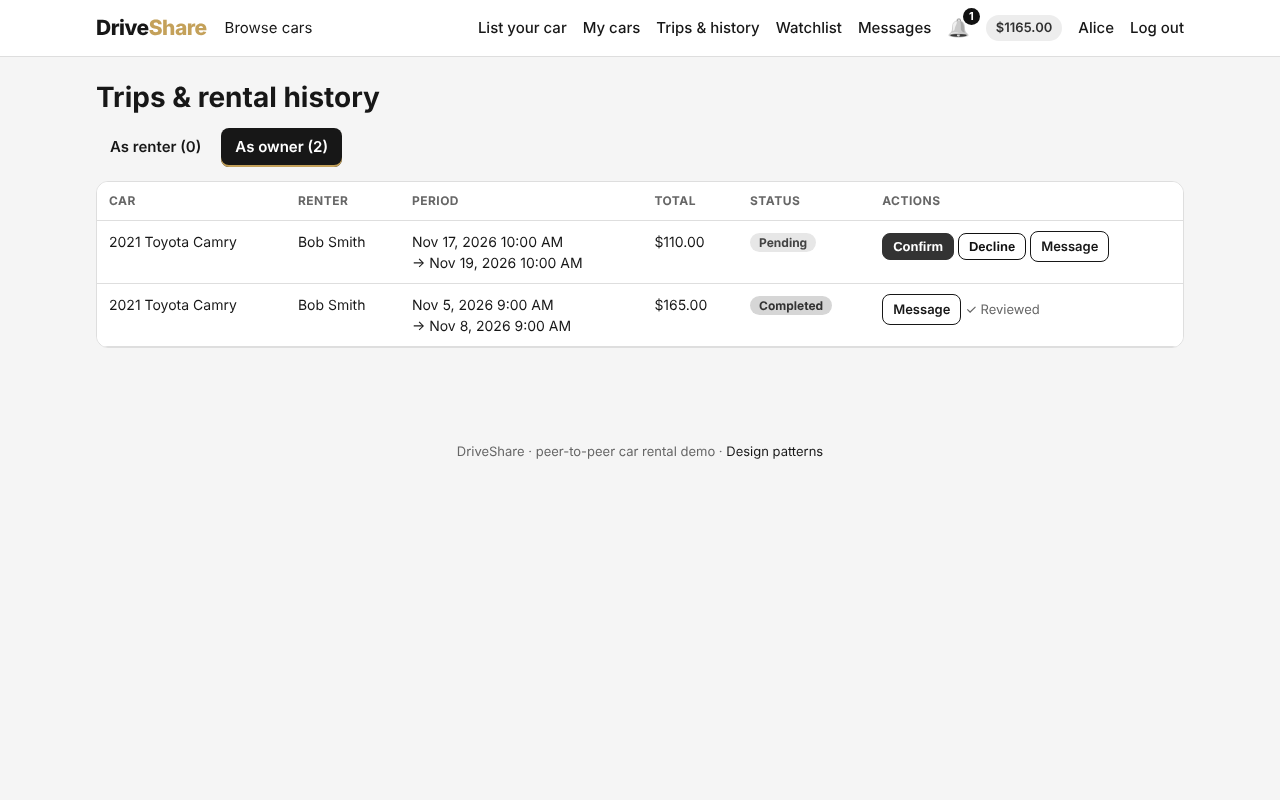 DriveShare Browse cars List your car My cars Trips & history Watchlist Messages 1 $1165.00 Alice Log out
Trips & rental history
As renter (0) As owner (2)
CAR RENTER PERIOD TOTAL STATUS ACTIONS
2021 Toyota Camry Bob Smith Nov 17, 2026 10:00 AM $110.00 Pending Confirm Decline Message
→ Nov 19, 2026 10:00 AM
2021 Toyota Camry Bob Smith Nov 5, 2026 9:00 AM $165.00 Completed Message ✓ Reviewed
→ Nov 8, 2026 9:00 AM
DriveShare · peer-to-peer car rental demo · Design patterns